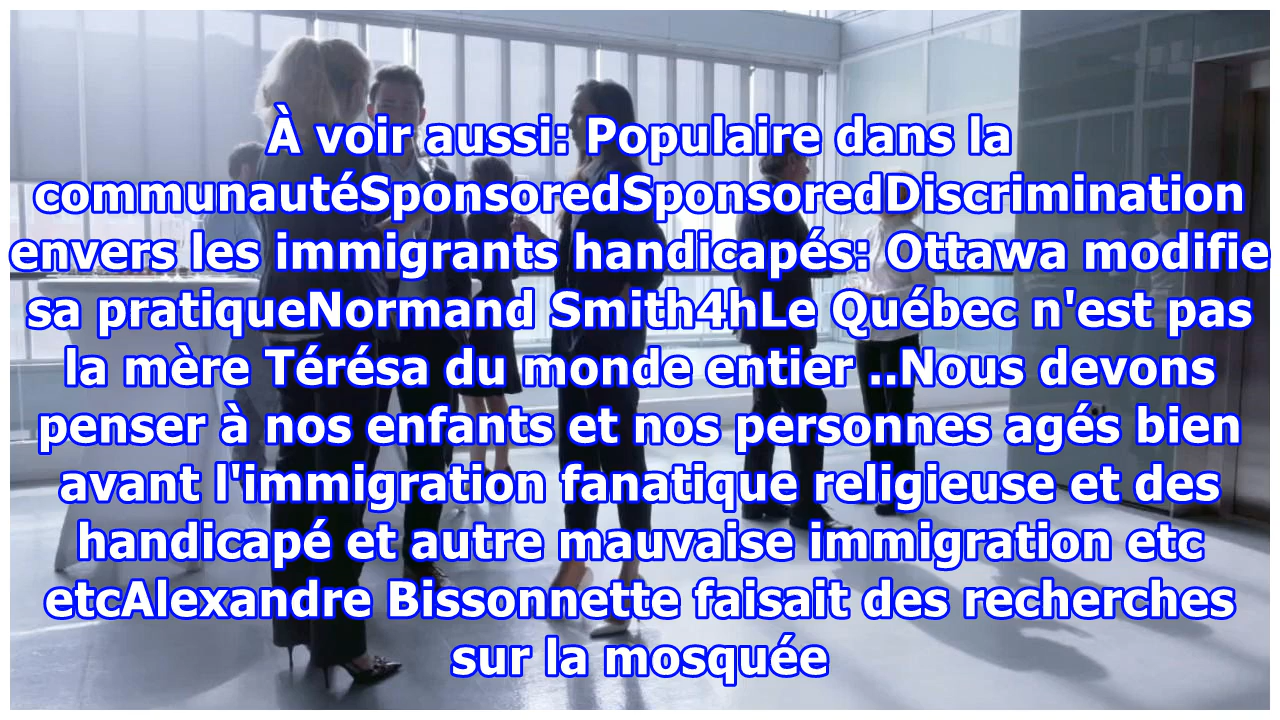 À voir aussi: Populaire dans la
communautéSponsoredSponsoredDiscrimination
envers les immigrants handicapés: Ottawa modifie
sa pratiqueNormand Smith4hLe Québec n'est pas
la mère Térésa du monde entier ..Nous devons
penser à nos enfants et nos personnes agés bien
avant l'immigration fanatique religieuse et des
handicapé et autre mauvaise immigration etc
etcAlexandre Bissonnette faisait des recherches
sur la mosquée